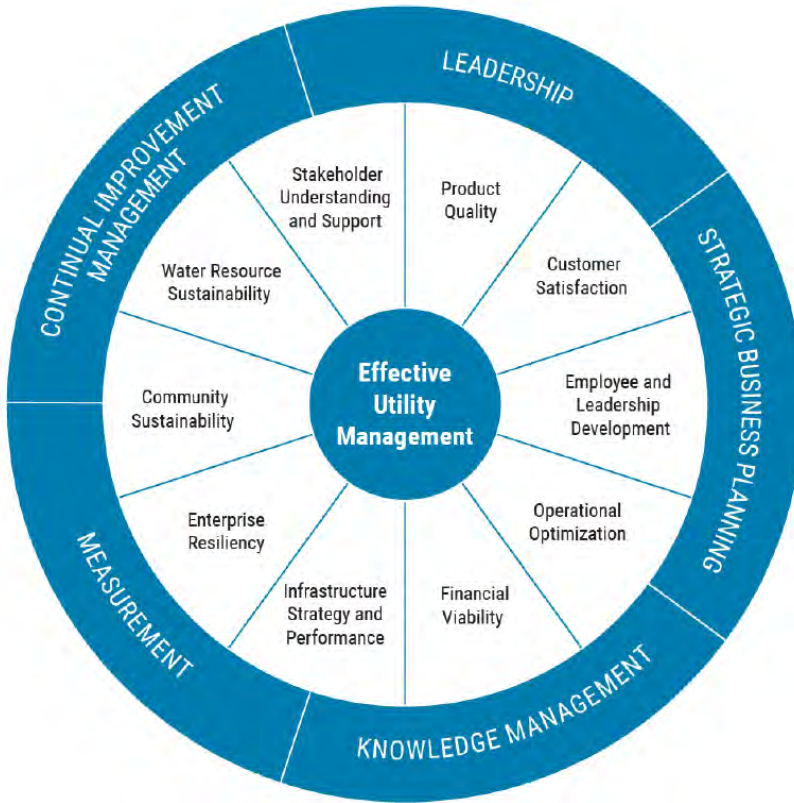 LEADERSHIP
STRATEGIC BUSINESS PLANNING
KNOWLEDGE MANAGEMENT
MEASUREMENT
CONTINUAL IMPROVEMENT
MANAGEMENT
Product
Quality
Customer
Satisfaction
Employee and
Leadership
Development
Operational
Optimization
Financial
Viability
Infrastructure
Strategy and
Performance
Enterprise
Resiliency
Community
Sustainability
Water Resource
Sustainability
Stakeholder
Understanding
and Support
Effective
Utility
Management